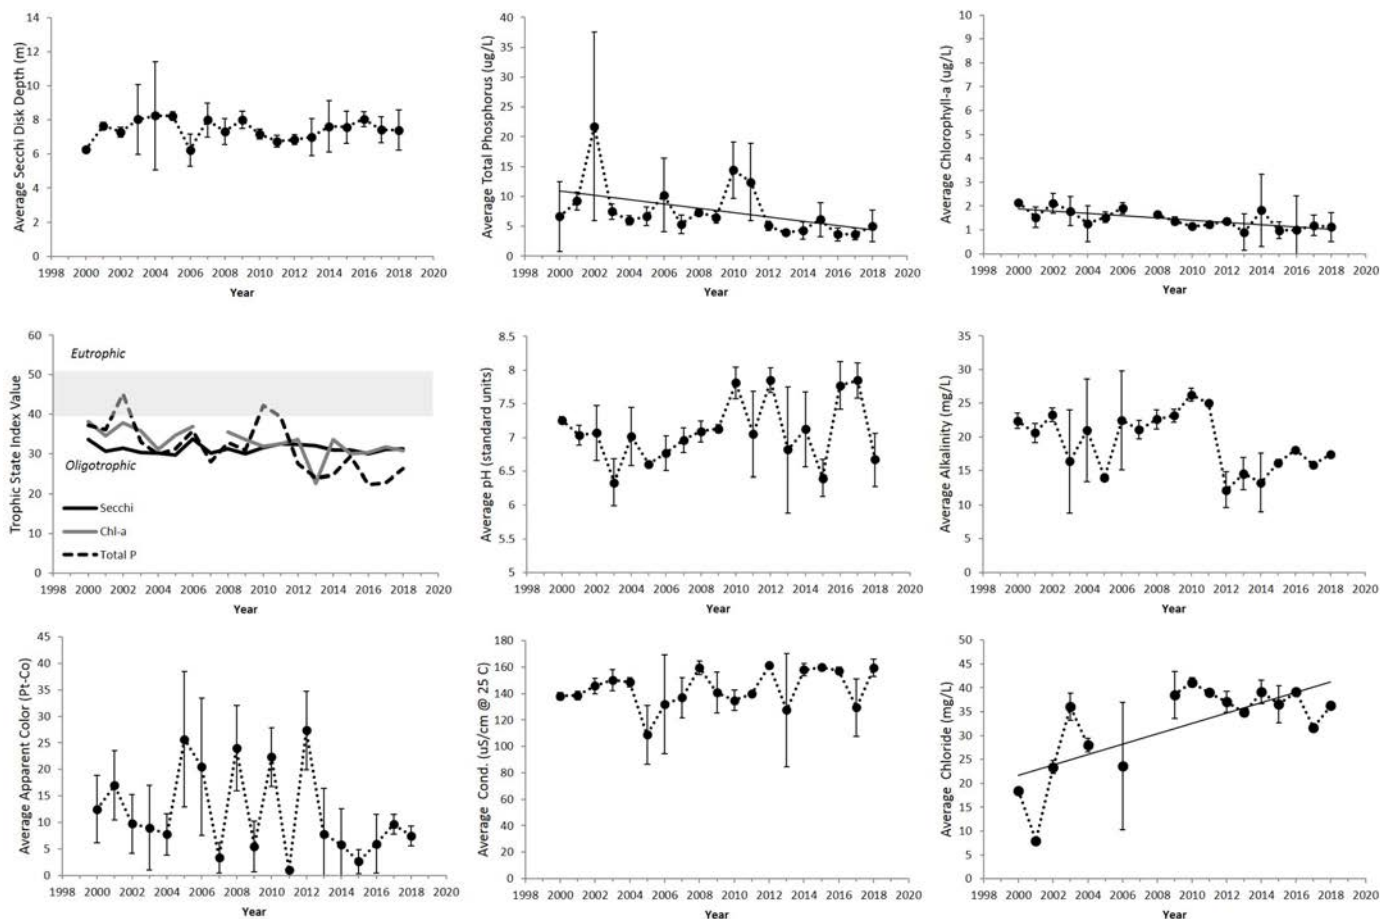 Average Secchi Disk Depth (m)
14
12
10
8
6
4
2
0
1998 2000 2002 2004 2006 2008 2010 2012 2014 2016 2018 2020
Year
Average Total Phosphorus (ug/L)
40
35
30
25
20
15
10
5
0
1998 2000 2002 2004 2006 2008 2010 2012 2014 2016 2018 2020
Year
Average Chlorophyll-a (ug/L)
10
9
8
7
6
5
4
3
2
1
0
1998 2000 2002 2004 2006 2008 2010 2012 2014 2016 2018 2020
Year
Trophic State Index Value
60
50
40
30
20
10
0
Eutrophic
Oligotrophic
Secchi
Chl-a
Total P
1998 2000 2002 2004 2006 2008 2010 2012 2014 2016 2018 2020
Year
Average pH (standard units)
8.5
8
7.5
7
6.5
6
5.5
5
1998 2000 2002 2004 2006 2008 2010 2012 2014 2016 2018 2020
Year
Average Alkalinity (mg/L)
35
30
25
20
15
10
5
0
1998 2000 2002 2004 2006 2008 2010 2012 2014 2016 2018 2020
Year
Average Apparent Color (Pt-Co)
45
40
35
30
25
20
15
10
5
0
1998 2000 2002 2004 2006 2008 2010 2012 2014 2016 2018 2020
Year
Average Cond. (uS/cm @ 25 C)
180
160
140
120
100
80
60
40
20
0
1998 2000 2002 2004 2006 2008 2010 2012 2014 2016 2018 2020
Year
Average Chloride (mg/L)
50
45
40
35
30
25
20
15
10
5
0
1998 2000 2002 2004 2006 2008 2010 2012 2014 2016 2018 2020
Year